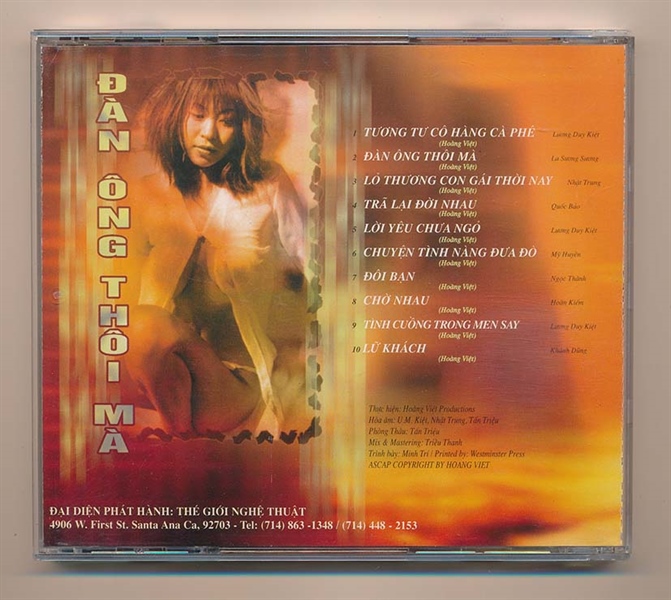 ĐÀN ÔNG THÔI MÀ
1 TƯƠNG TƯ CÔ HÀNG CÀ PHÊ Lương Duy Kiệt
(Hoàng Việt)
2 ĐÀN ÔNG THÔI MÀ La Sương Sương
(Hoàng Việt)
3 LỠ THƯƠNG CON GÁI THỜI NAY Nhật Trung
(Hoàng Việt)
4 TRẢ LẠI ĐỜI NHAU Quốc Bảo
(Hoàng Việt)
5 LỜI YÊU CHƯA NGỎ Lương Duy Kiệt
(Hoàng Việt)
6 CHUYỆN TÌNH NÀNG ĐƯA ĐÒ Mỹ Huyền
(Hoàng Việt)
7 ĐÔI BẠN Ngọc Thành
(Hoàng Việt)
8 CHỜ NHAU Hoàn Kiếm
(Hoàng Việt)
9 TÌNH CUỒNG TRONG MEN SAY Lương Duy Kiệt
(Hoàng Việt)
10 LỮ KHÁCH Khánh Dũng
(Hoàng Việt)
Thực hiện: Hoàng Việt Productions
Hòa âm: U.M. Kiệt, Nhật Trung, Tấn Triệu
Phòng Thâu: Tấn Triệu
Mix & Mastering: Triều Thanh
Trình bày: Minh Trí / Printed by: Westminster Press
ASCAP COPYRIGHT BY HOANG VIET
ĐẠI DIỆN PHÁT HÀNH: THẾ GIỚI NGHỆ THUẬT
4906 W. First St. Santa Ana Ca, 92703 - Tel: (714) 863 -1348 / (714) 448 - 2153